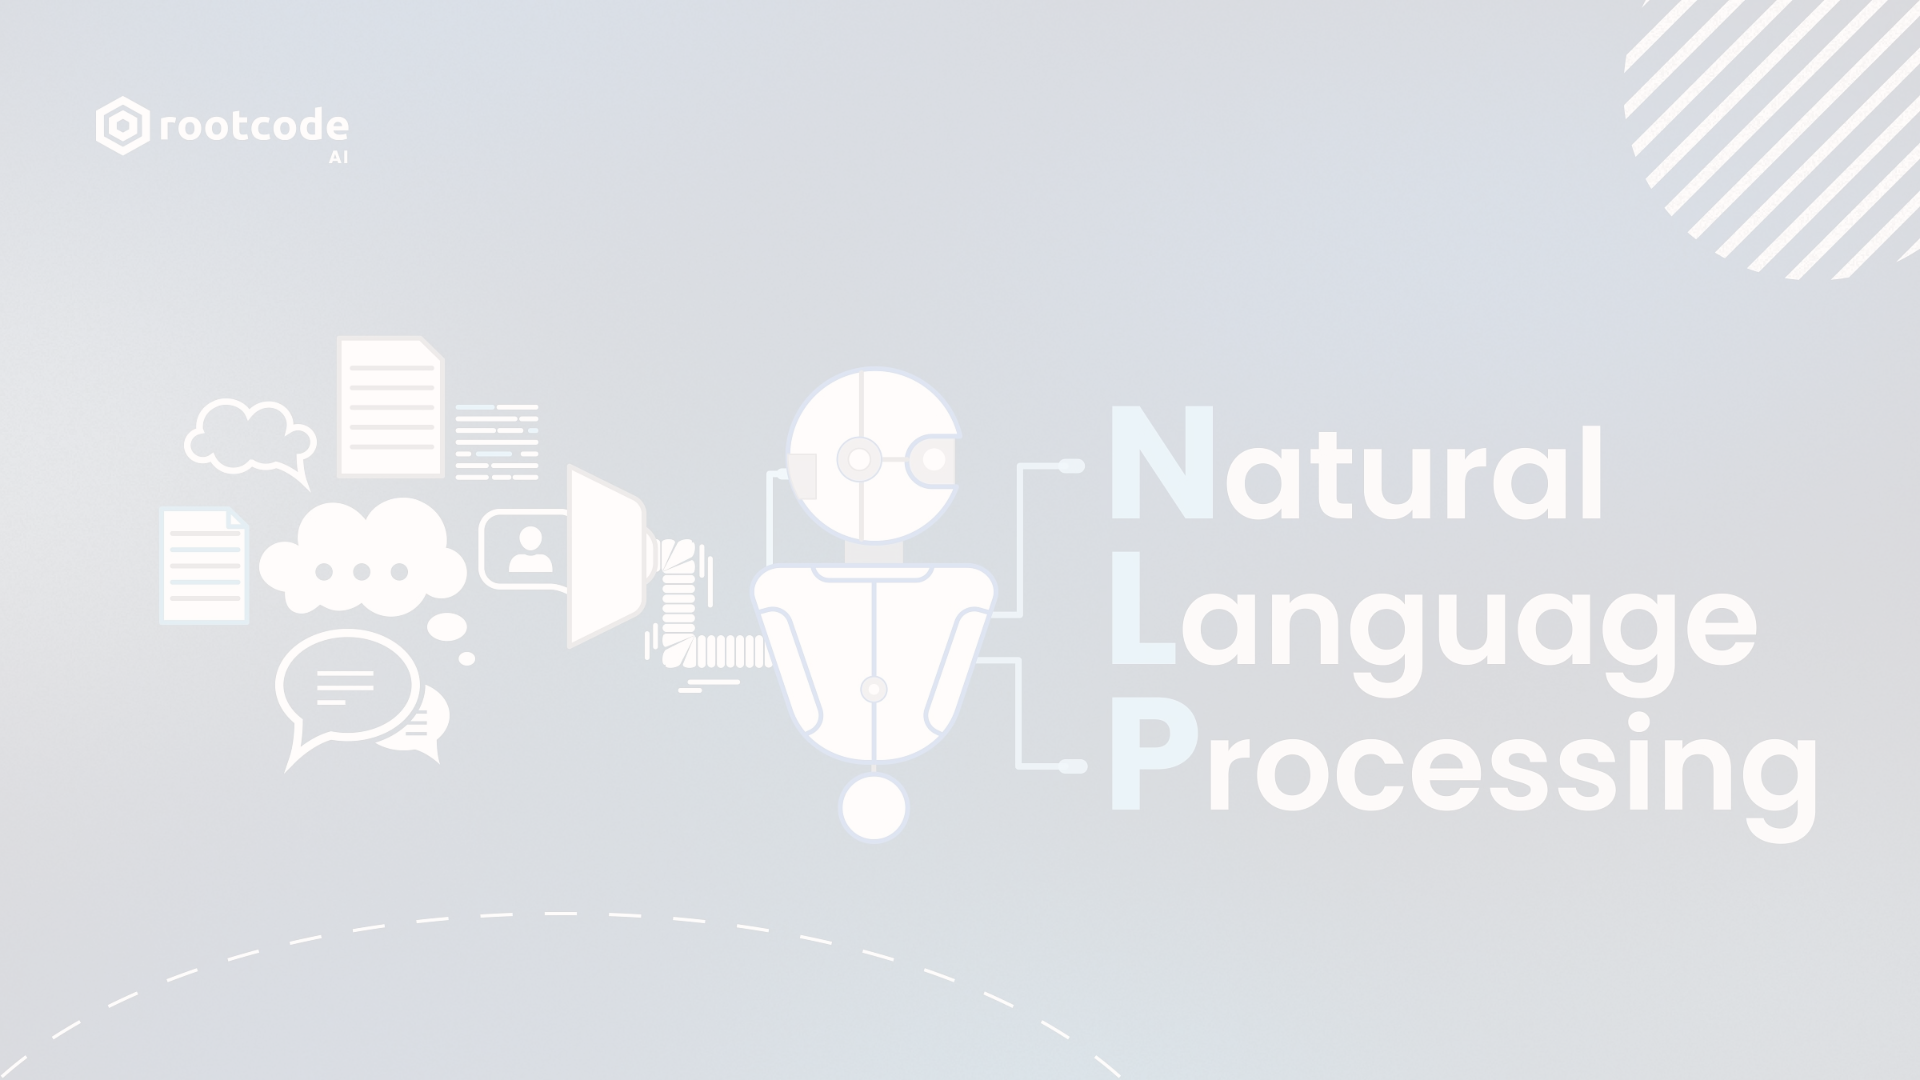 rootcode
AI
Natural
Language
Processing